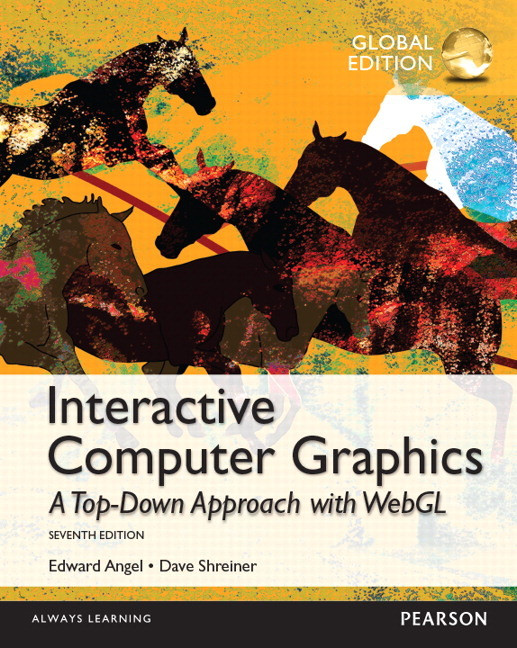 GLOBAL
EDITION
Interactive
Computer Graphics
A Top-Down Approach with WebGL
SEVENTH EDITION
Edward Angel • Dave Shreiner
ALWAYS LEARNING
PEARSON